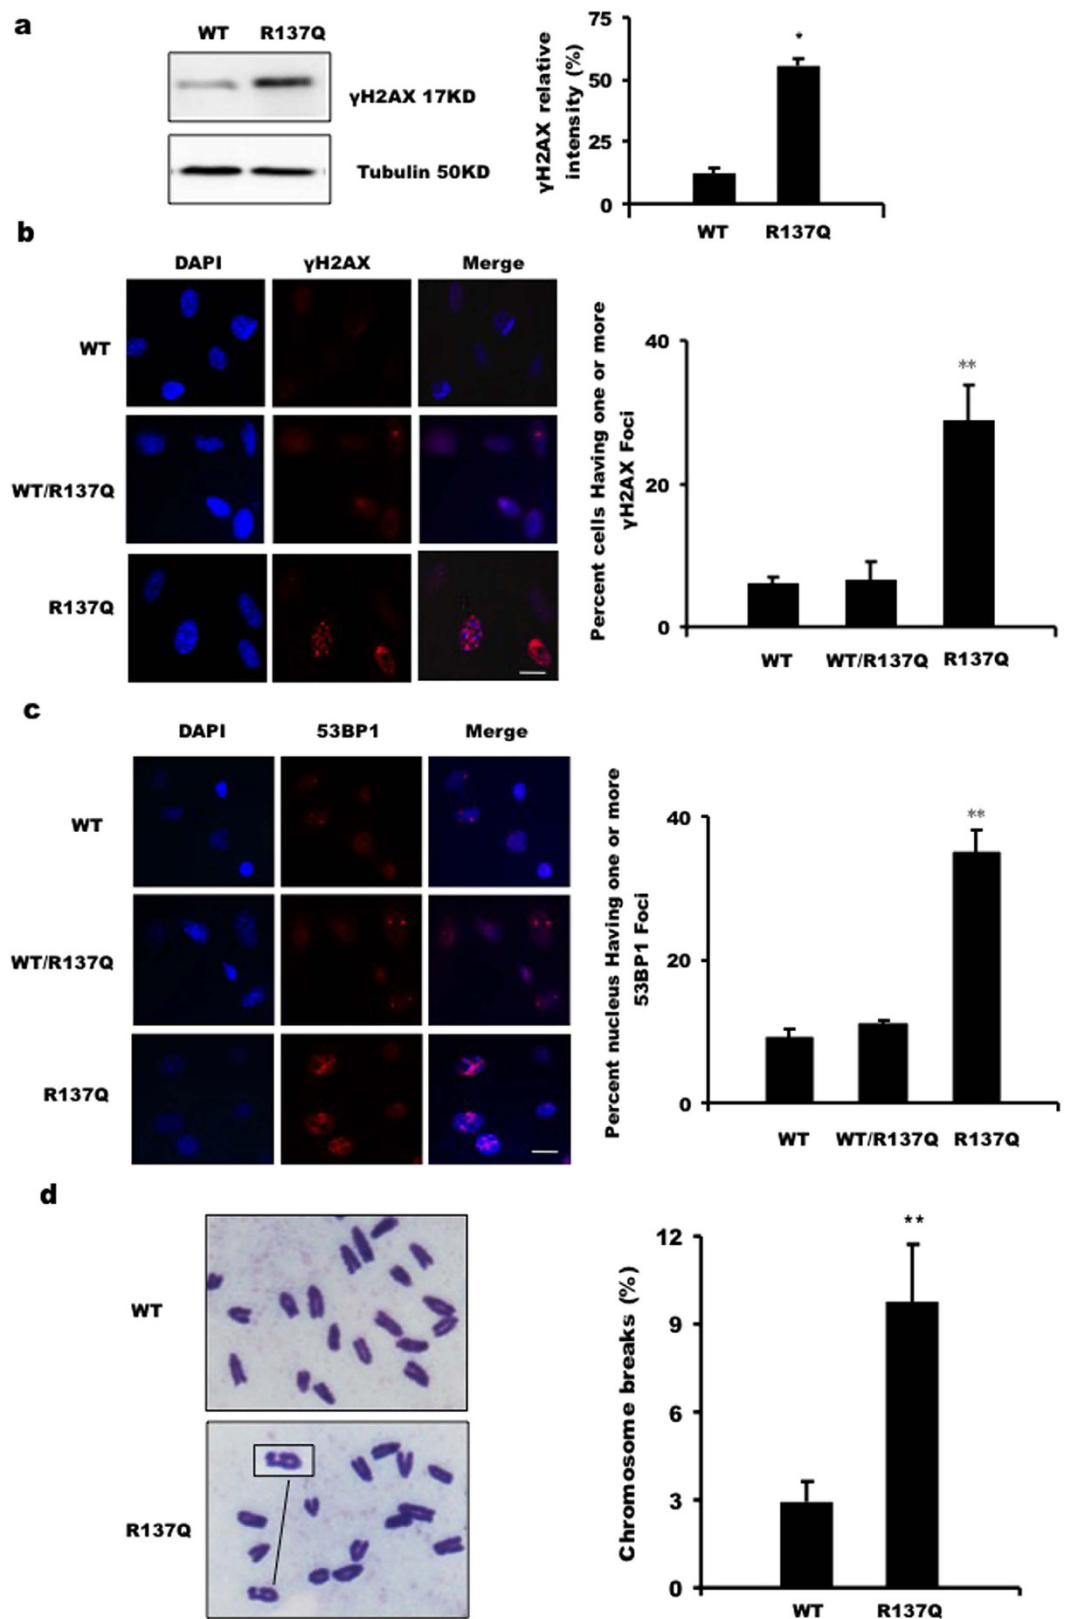 a
WT R137Q
γH2AX 17KD
Tubulin 50KD
γH2AX relative
intensity (%)
75
50
25
0
*
WT R137Q
b
DAPI γH2AX Merge
WT
WT/R137Q
R137Q
Percent cells Having one or more
γH2AX Foci
40
20
0
**
WT WT/R137Q R137Q
c
DAPI 53BP1 Merge
WT
WT/R137Q
R137Q
Percent nucleus Having one or more
53BP1 Foci
40
20
0
**
WT WT/R137Q R137Q
d
WT
R137Q
Chromosome breaks (%)
12
9
6
3
0
**
WT R137Q